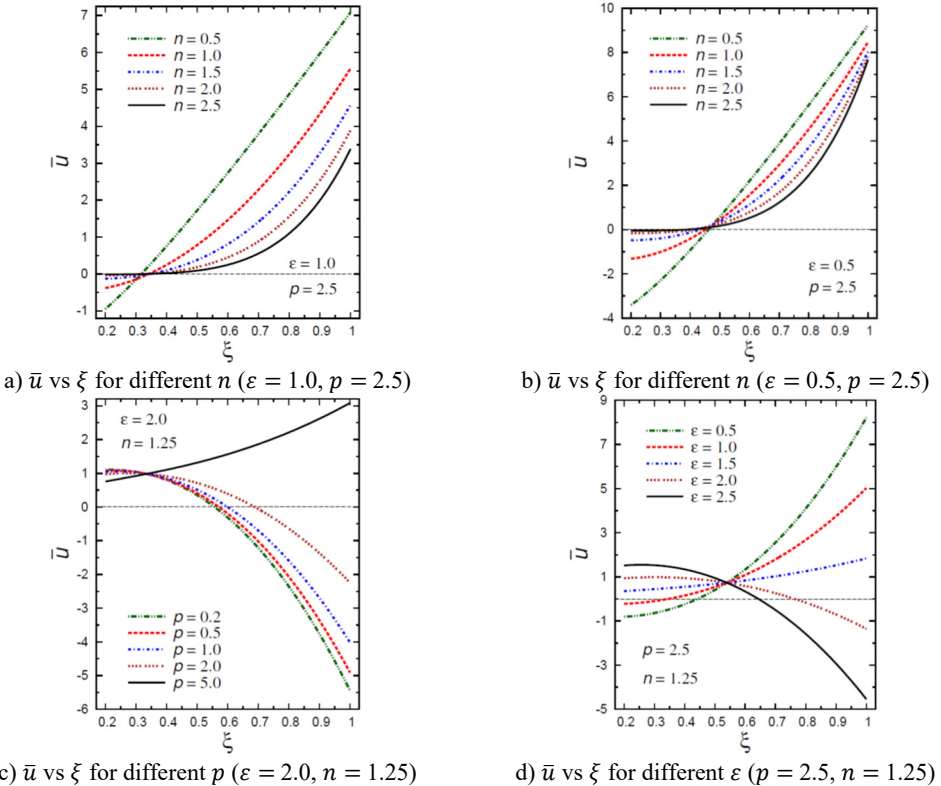 7
6
5
4
3
2
1
0
-1
n = 0.5
n = 1.0
n = 1.5
n = 2.0
n = 2.5
ū
ε = 1.0
p = 2.5
0.2 0.3 0.4 0.5 0.6 0.7 0.8 0.9 1
ξ
a) ū vs ξ for different n (ε = 1.0, p = 2.5)
10
8
6
4
2
0
-2
-4
n = 0.5
n = 1.0
n = 1.5
n = 2.0
n = 2.5
ū
ε = 0.5
p = 2.5
0.2 0.3 0.4 0.5 0.6 0.7 0.8 0.9 1
ξ
b) ū vs ξ for different n (ε = 0.5, p = 2.5)
3
2
1
0
-1
-2
-3
-4
-5
-6
ε = 2.0
n = 1.25
ū
p = 0.2
p = 0.5
p = 1.0
p = 2.0
p = 5.0
0.2 0.3 0.4 0.5 0.6 0.7 0.8 0.9 1
ξ
c) ū vs ξ for different p (ε = 2.0, n = 1.25)
9
7
5
3
1
-1
-3
-5
ε = 0.5
ε = 1.0
ε = 1.5
ε = 2.0
ε = 2.5
ū
p = 2.5
n = 1.25
0.2 0.3 0.4 0.5 0.6 0.7 0.8 0.9 1
ξ
d) ū vs ξ for different ε (p = 2.5, n = 1.25)